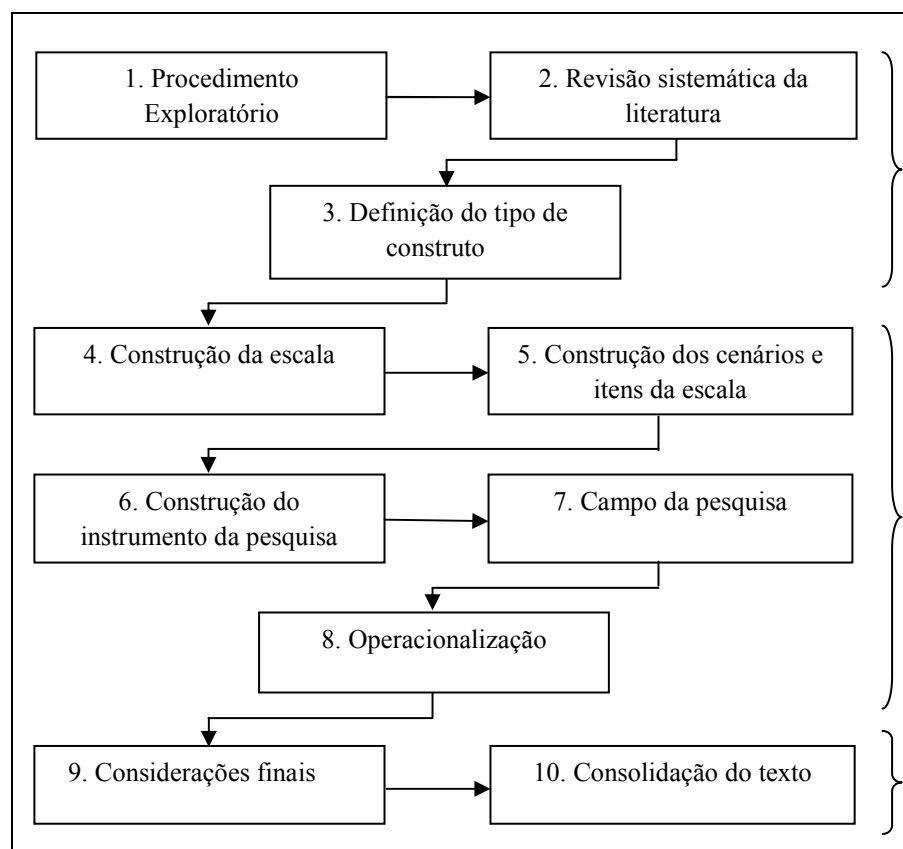 1. Procedimento
Exploratório
2. Revisão sistemática da
literatura
3. Definição do tipo de
construto
4. Construção da escala
5. Construção dos cenários e
itens da escala
6. Construção do
instrumento da pesquisa
7. Campo da pesquisa
8. Operacionalização
9. Considerações finais
10. Consolidação do texto